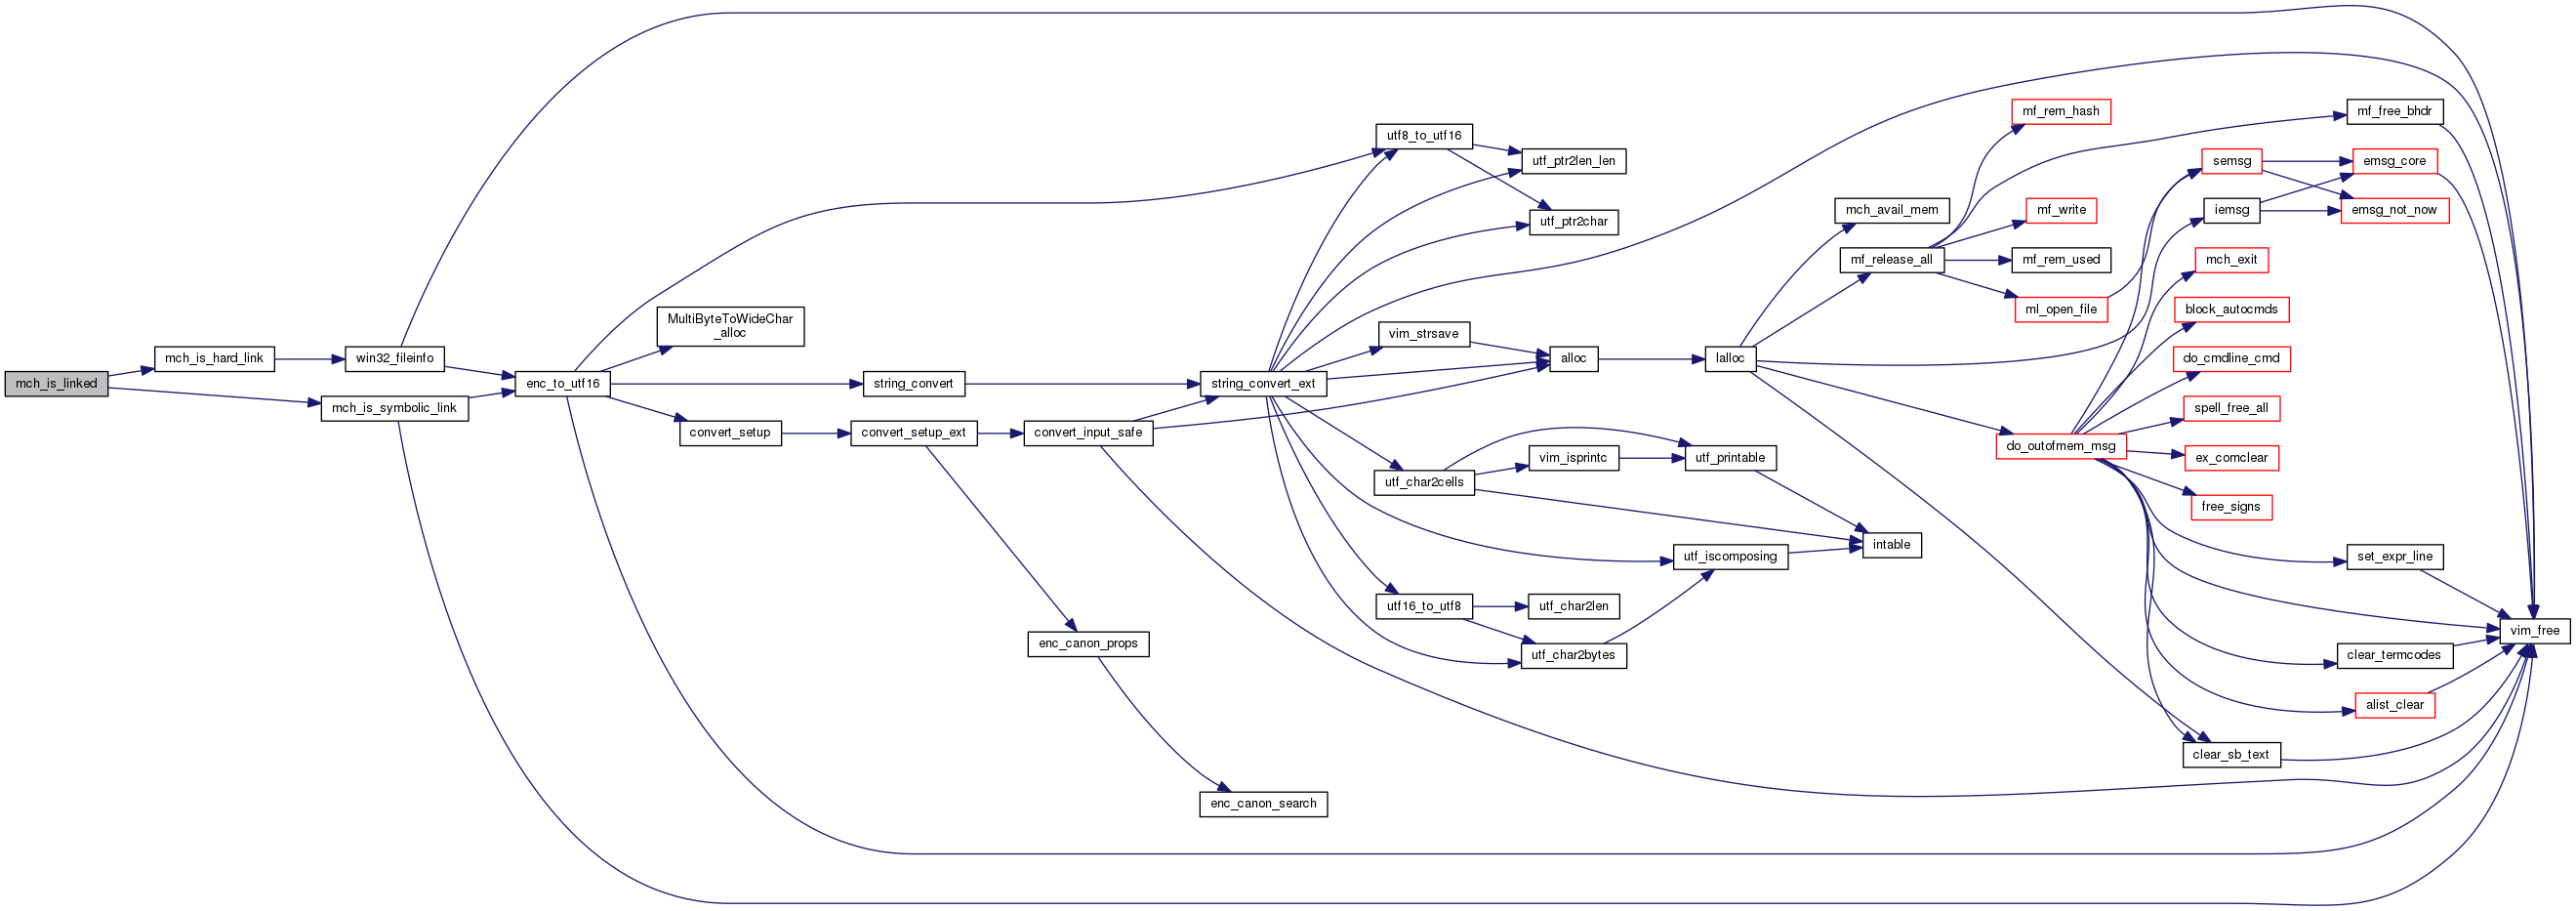 mch_is_linked
mch_is_hard_link
mch_is_symbolic_link
win32_fileinfo
enc_to_utf16
MultiByteToWideChar
_alloc
string_convert
convert_setup
convert_setup_ext
convert_input_safe
enc_canon_props
enc_canon_search
string_convert_ext
utf8_to_utf16
utf_ptr2len_len
utf_ptr2char
vim_strsave
alloc
utf_char2cells
vim_isprintc
utf_printable
utf_iscomposing
intable
utf16_to_utf8
utf_char2len
utf_char2bytes
lalloc
mch_avail_mem
mf_release_all
mf_rem_hash
mf_write
mf_rem_used
ml_open_file
do_outofmem_msg
mf_free_bhdr
semsg
emsg_core
iemsg
emsg_not_now
mch_exit
block_autocmds
do_cmdline_cmd
spell_free_all
ex_comclear
free_signs
set_expr_line
vim_free
clear_termcodes
alist_clear
clear_sb_text